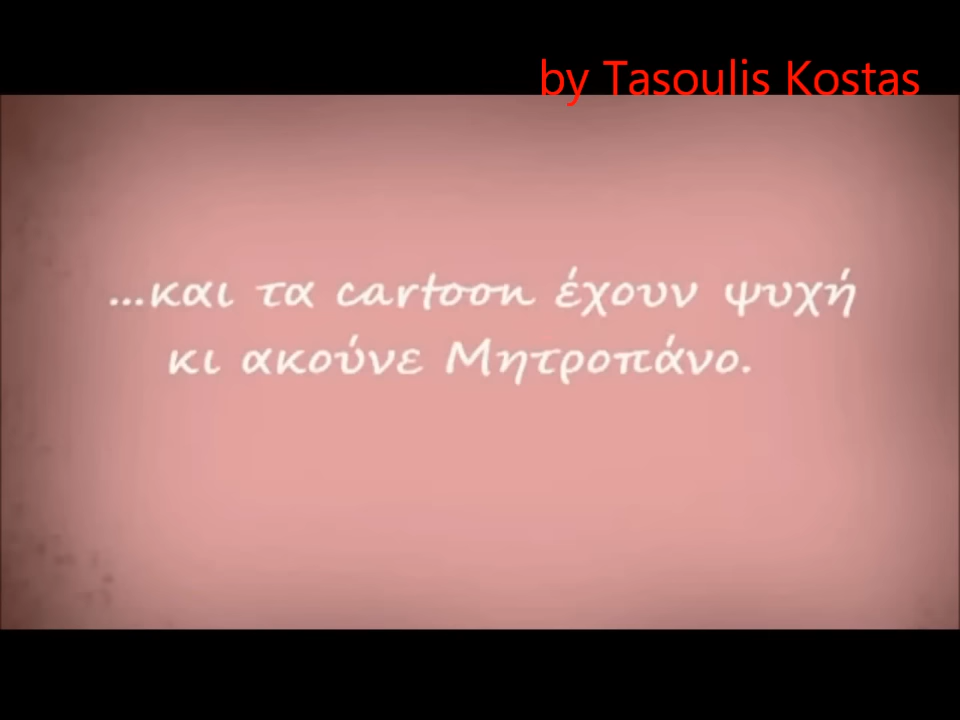 by Tasoulis Kostas
...και τα cartoon έχουν ψυχή
κι ακούνε Μητροπάνο.